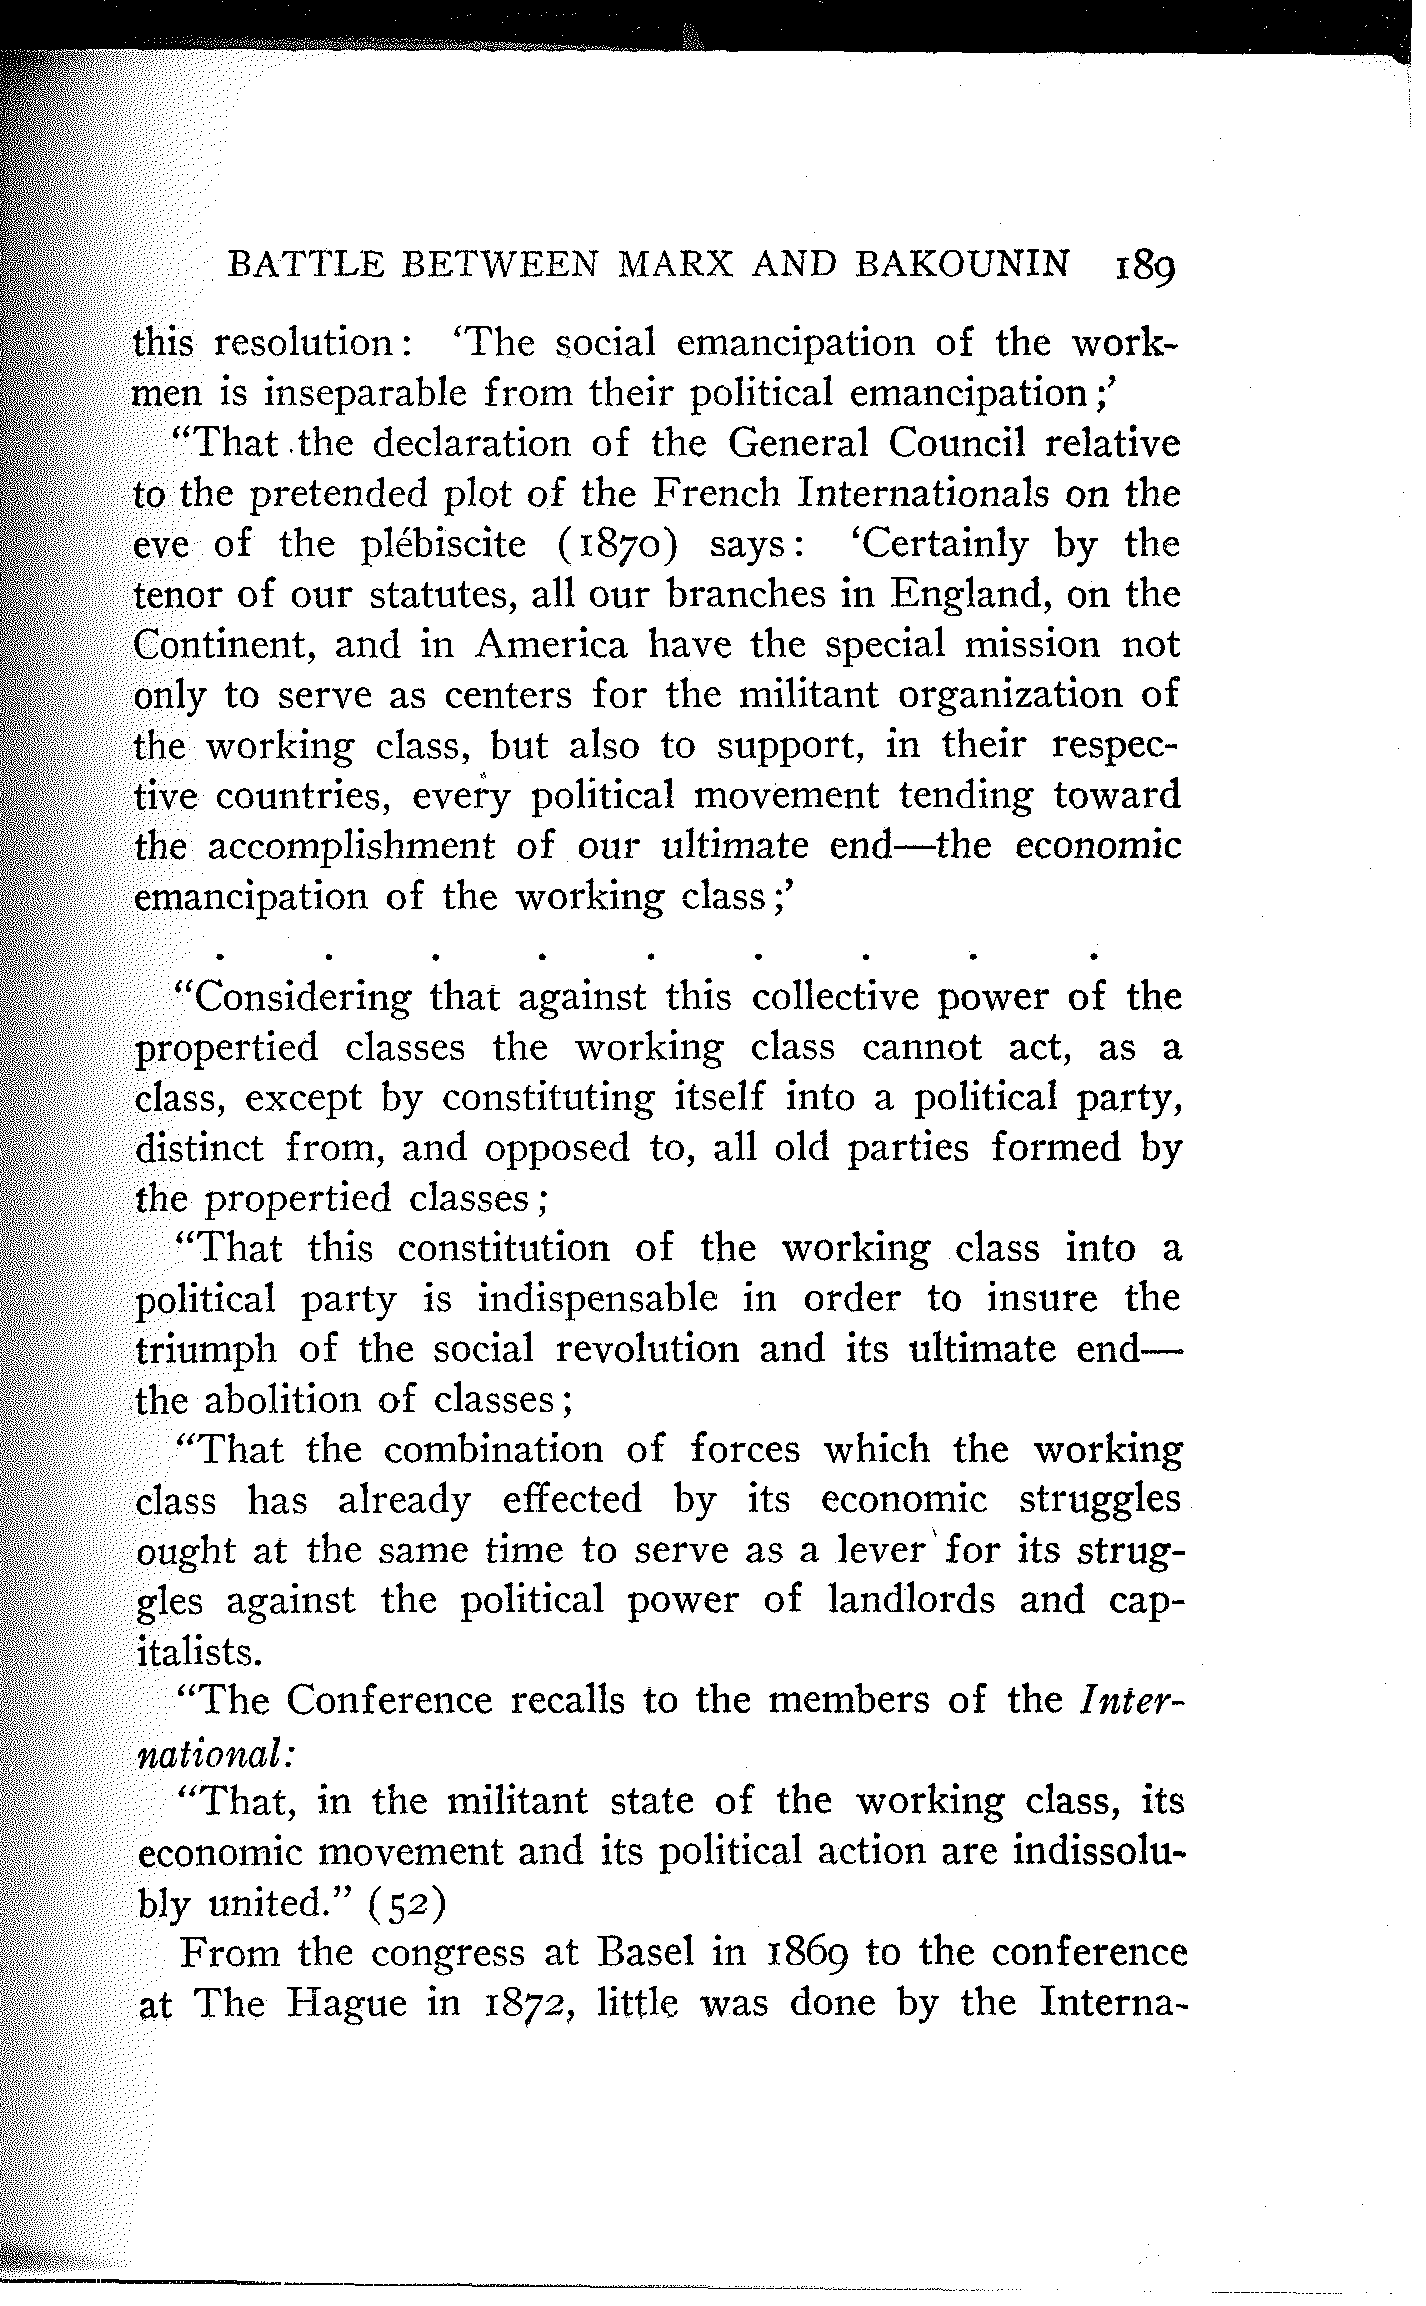 BATTLE BETWEEN MARX AND BAKOUNIN 189
this resolution: 'The social emancipation of the work-
men is inseparable from their political emancipation;'
"That the declaration of the General Council relative
to the pretended plot of the French Internationals on the
eve of the plébiscite (1870) says: 'Certainly by the
tenor of our statutes, all our branches in England, on the
Continent, and in America have the special mission not
only to serve as centers for the militant organization of
the working class, but also to support, in their respec-
tive countries, every political movement tending toward
the accomplishment of our ultimate end—the economic
emancipation of the working class;'
. . . . . . . . .
"Considering that against this collective power of the
propertied classes the working class cannot act, as a
class, except by constituting itself into a political party,
distinct from, and opposed to, all old parties formed by
the propertied classes;
"That this constitution of the working class into a
political party is indispensable in order to insure the
triumph of the social revolution and its ultimate end—
the abolition of classes;
"That the combination of forces which the working
class has already effected by its economic struggles
ought at the same time to serve as a lever for its strug-
gles against the political power of landlords and cap-
italists.
"The Conference recalls to the members of the Inter-
national:
"That, in the militant state of the working class, its
economic movement and its political action are indissolu-
bly united." (52)
From the congress at Basel in 1869 to the conference
at The Hague in 1872, little was done by the Interna-